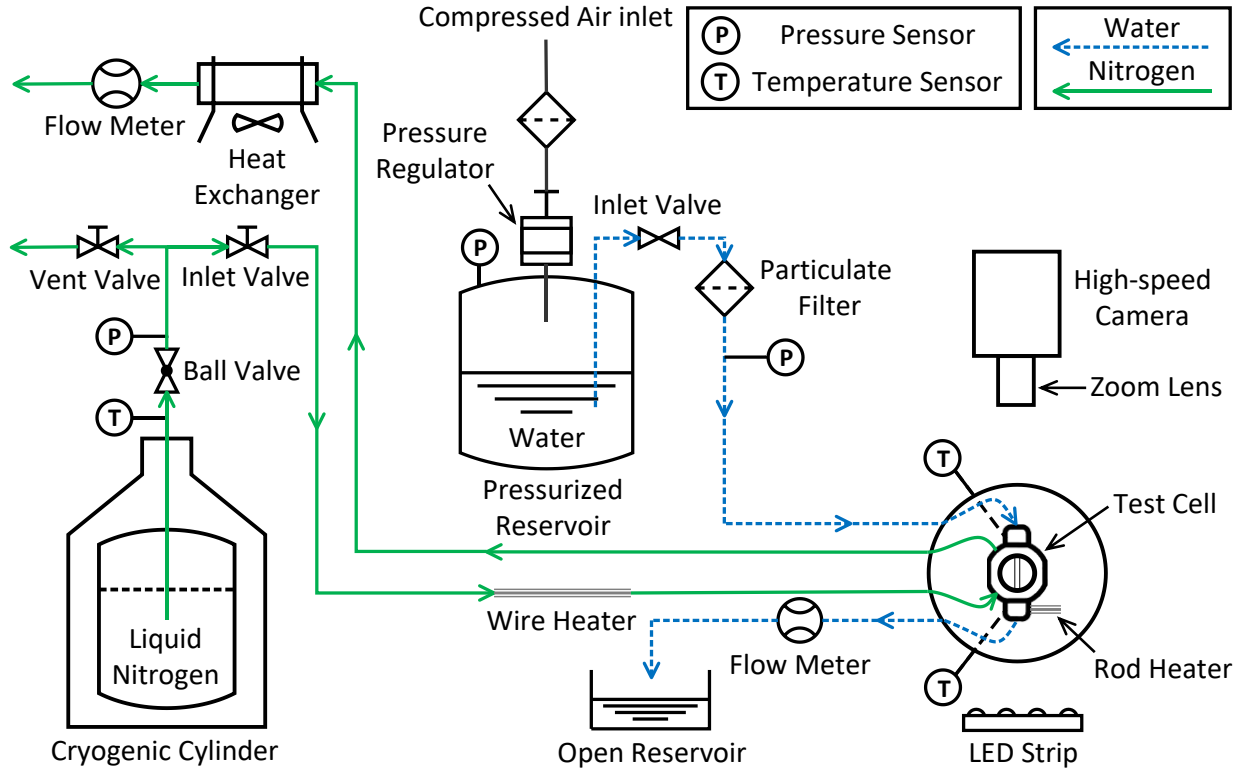 Compressed Air inlet
P Pressure Sensor
T Temperature Sensor
Water
Nitrogen
Flow Meter
Heat
Exchanger
Pressure
Regulator
Inlet Valve
Particulate
Filter
P
P
High-speed
Camera
Zoom Lens
Vent Valve
Inlet Valve
P
Ball Valve
T
Water
Pressurized
Reservoir
T
Test Cell
Wire Heater
Flow Meter
Rod Heater
T
Liquid
Nitrogen
Cryogenic Cylinder
Open Reservoir
LED Strip